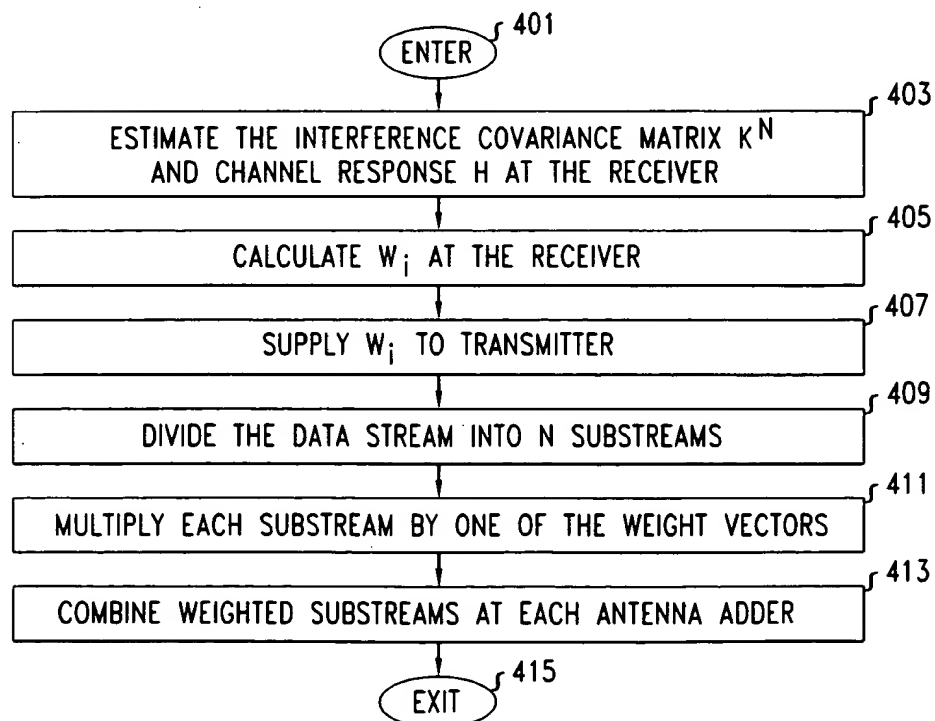 401
ENTER
403
ESTIMATE THE INTERFERENCE COVARIANCE MATRIX K^N
AND CHANNEL RESPONSE H AT THE RECEIVER
405
CALCULATE W_i AT THE RECEIVER
407
SUPPLY W_i TO TRANSMITTER
409
DIVIDE THE DATA STREAM INTO N SUBSTREAMS
411
MULTIPLY EACH SUBSTREAM BY ONE OF THE WEIGHT VECTORS
413
COMBINE WEIGHTED SUBSTREAMS AT EACH ANTENNA ADDER
415
EXIT